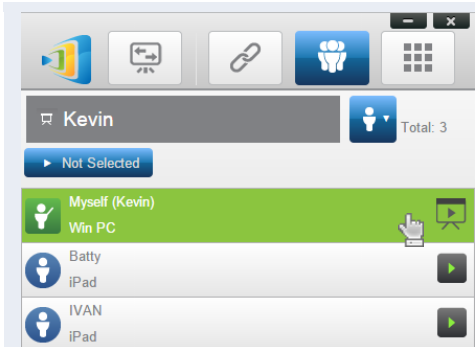 Kevin
Total: 3
Not Selected
Myself (Kevin)
Win PC
Batty
iPad
IVAN
iPad